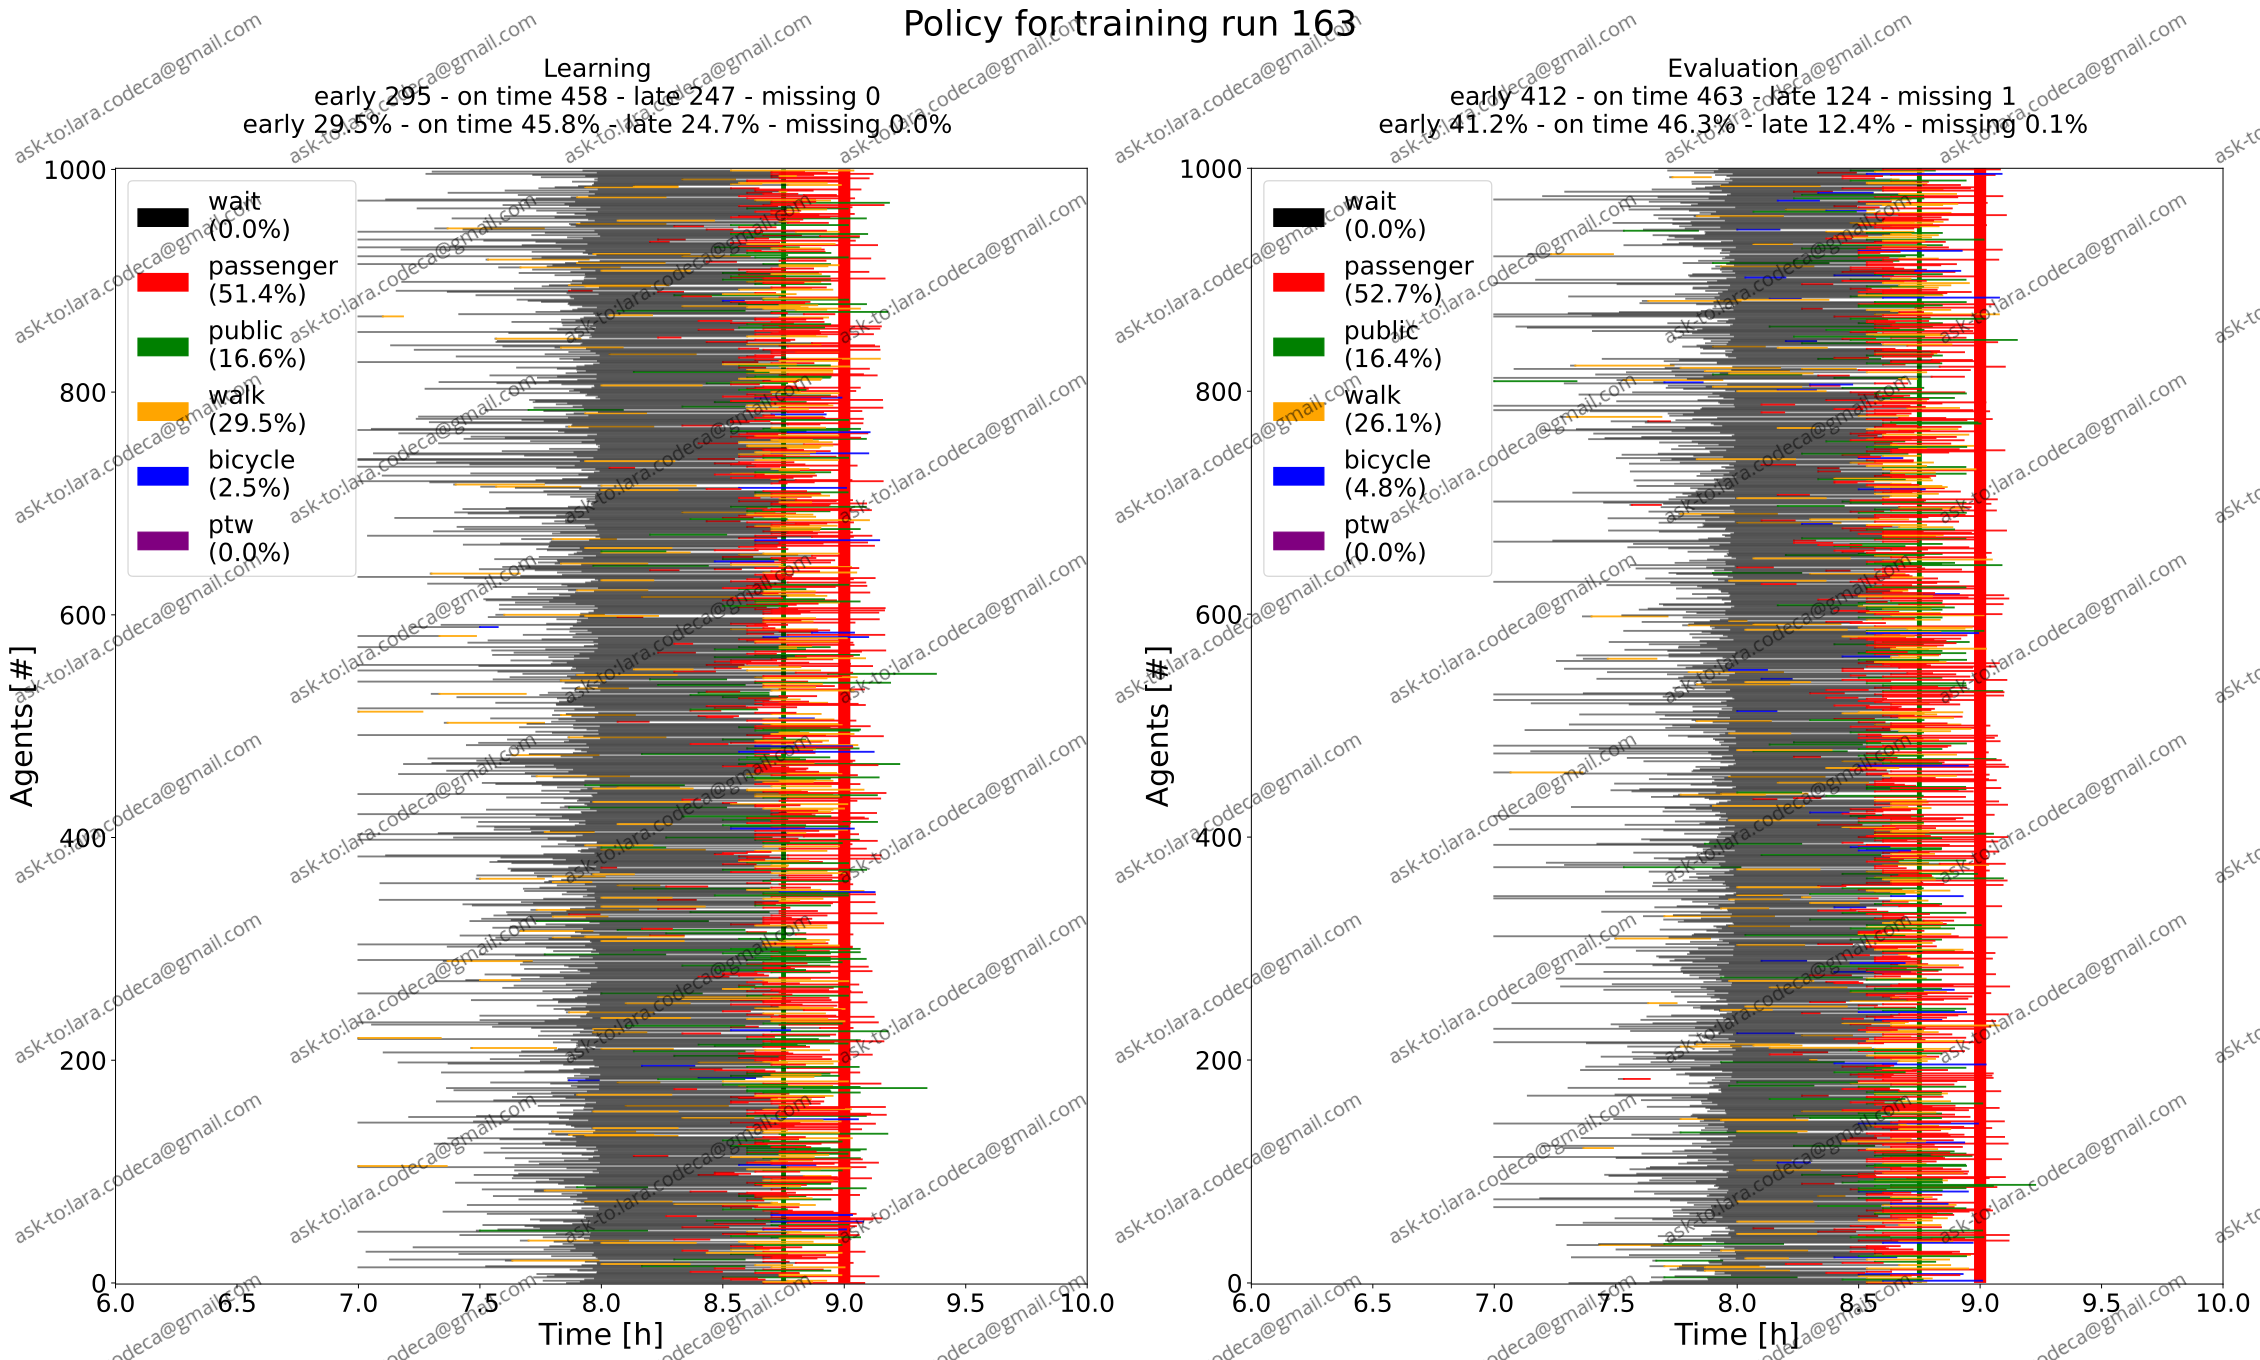 Policy for training run 163
Learning
early 295 - on time 458 - late 247 - missing 0
early 29.5% - on time 45.8% - late 24.7% - missing 0.0%
1000
800
600
400
200
0
Agents [#]
wait
(0.0%)
passenger
(51.4%)
public
(16.6%)
walk
(29.5%)
bicycle
(2.5%)
ptw
(0.0%)
6.0 6.5 7.0 7.5 8.0 8.5 9.0 9.5 10.0
Time [h]
Evaluation
early 412 - on time 463 - late 124 - missing 1
early 41.2% - on time 46.3% - late 12.4% - missing 0.1%
1000
800
600
400
200
0
Agents [#]
wait
(0.0%)
passenger
(52.7%)
public
(16.4%)
walk
(26.1%)
bicycle
(4.8%)
ptw
(0.0%)
6.0 6.5 7.0 7.5 8.0 8.5 9.0 9.5 10.0
Time [h]
ask-to:lara.codeca@gmail.com